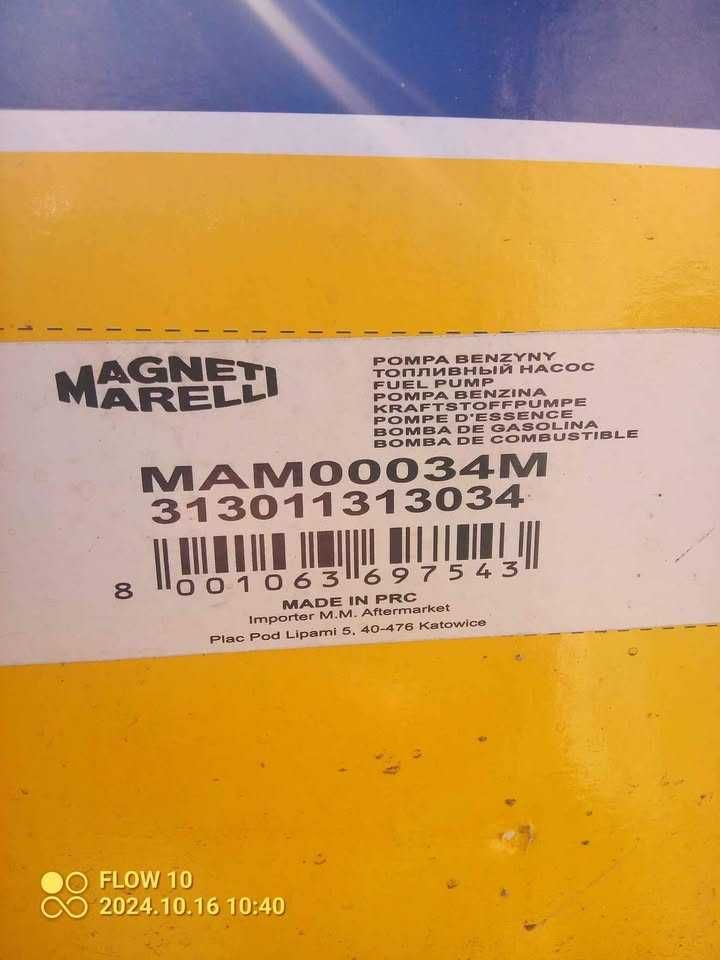 MAGNETI
MARELLI
POMPA BENZYNY
ТОПЛИВНЫЙ НАСОС
FUEL PUMP
POMPA BENZINA
KRAFTSTOFFPUMPE
POMPE D'ESSENCE
BOMBA DE GASOLINA
BOMBA DE COMBUSTIBLE
MAM00034M
313011313034
8 001063 697543
MADE IN PRC
Importer M.M. Aftermarket
Plac Pod Lipami 5, 40-476 Katowice
FLOW 10
2024.10.16 10:40